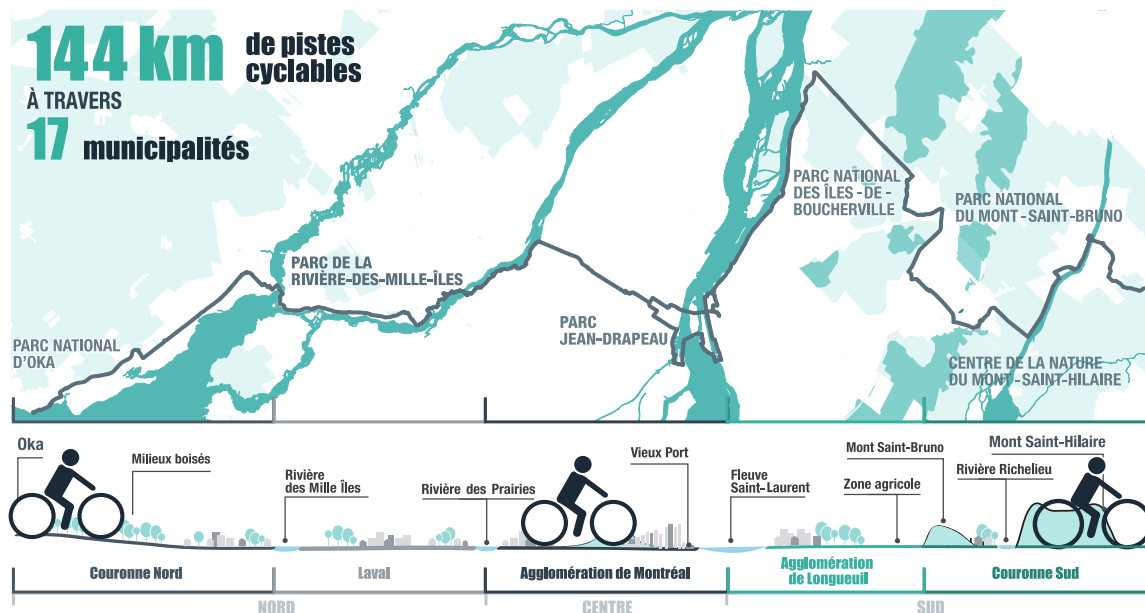 144 km de pistes
cyclables
À TRAVERS
17 municipalités
PARC NATIONAL
DES ÎLES - DE -
BOUCHERVILLE
PARC NATIONAL
DU MONT - SAINT-BRUNO
PARC DE LA
RIVIÈRE-DES-MILLE-ÎLES
PARC
JEAN-DRAPEAU
PARC NATIONAL
D'OKA
CENTRE DE LA NATURE
DU MONT - SAINT-HILAIRE
Oka
Milieux boisés
Rivière
des Mille Îles
Rivière des Prairies
Vieux Port
Fleuve
Saint-Laurent
Mont Saint-Bruno
Zone agricole
Rivière Richelieu
Mont Saint-Hilaire
Couronne Nord
Laval
Agglomération de Montréal
Agglomération
de Longueuil
Couronne Sud
NORD
CENTRE
SUD